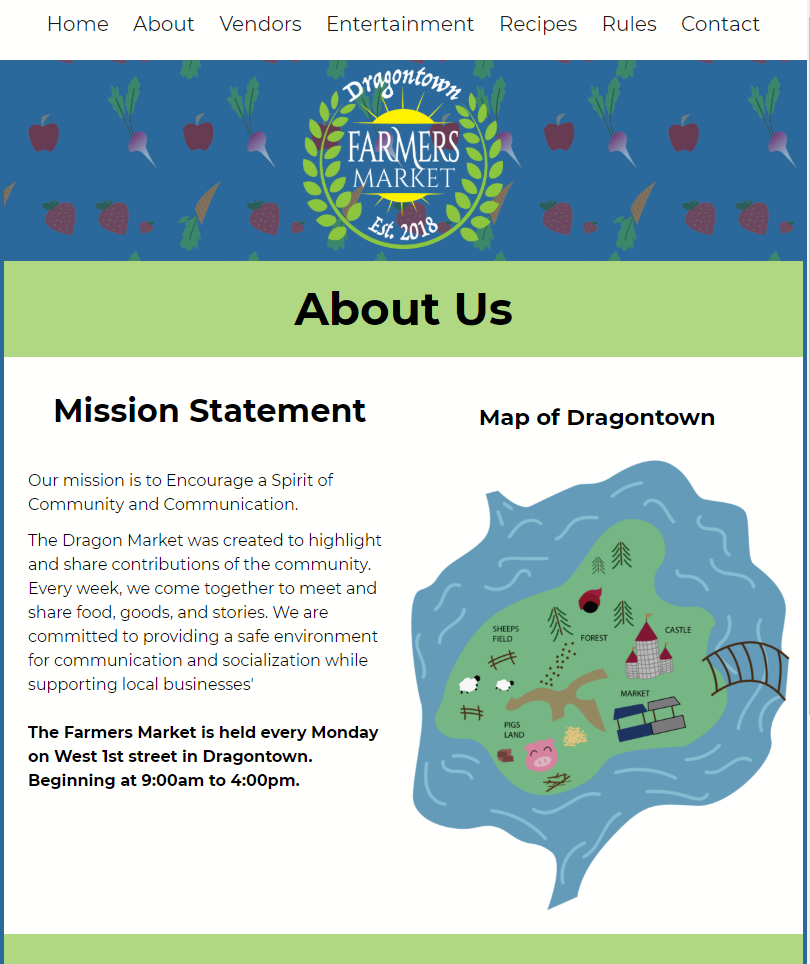 Home About Vendors Entertainment Recipes Rules Contact
Dragontown
FARMERS
MARKET
Est. 2018
About Us
Mission Statement
Our mission is to Encourage a Spirit of
Community and Communication.
The Dragon Market was created to highlight
and share contributions of the community.
Every week, we come together to meet and
share food, goods, and stories. We are
committed to providing a safe environment
for communication and socialization while
supporting local businesses'
The Farmers Market is held every Monday
on West 1st street in Dragontown.
Beginning at 9:00am to 4:00pm.
Map of Dragontown
SHEEPS
FIELD
FOREST
CASTLE
MARKET
PIGS
LAND